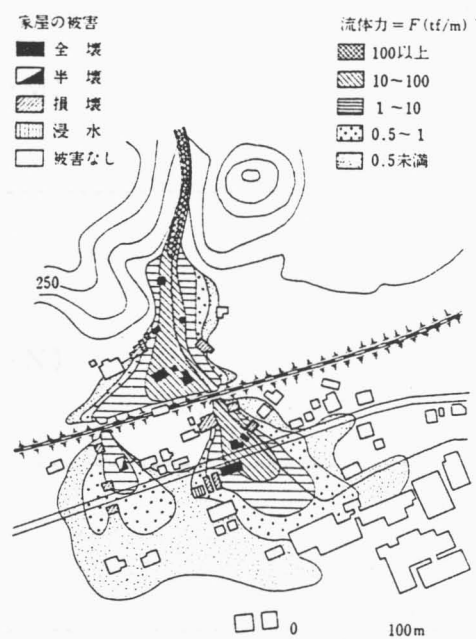 家屋の被害
全 壊
半 壊
損 壊
浸 水
被害なし
流体力=F(tf/m)
100以上
10~100
1~10
0.5~1
0.5未満
250
0 100m